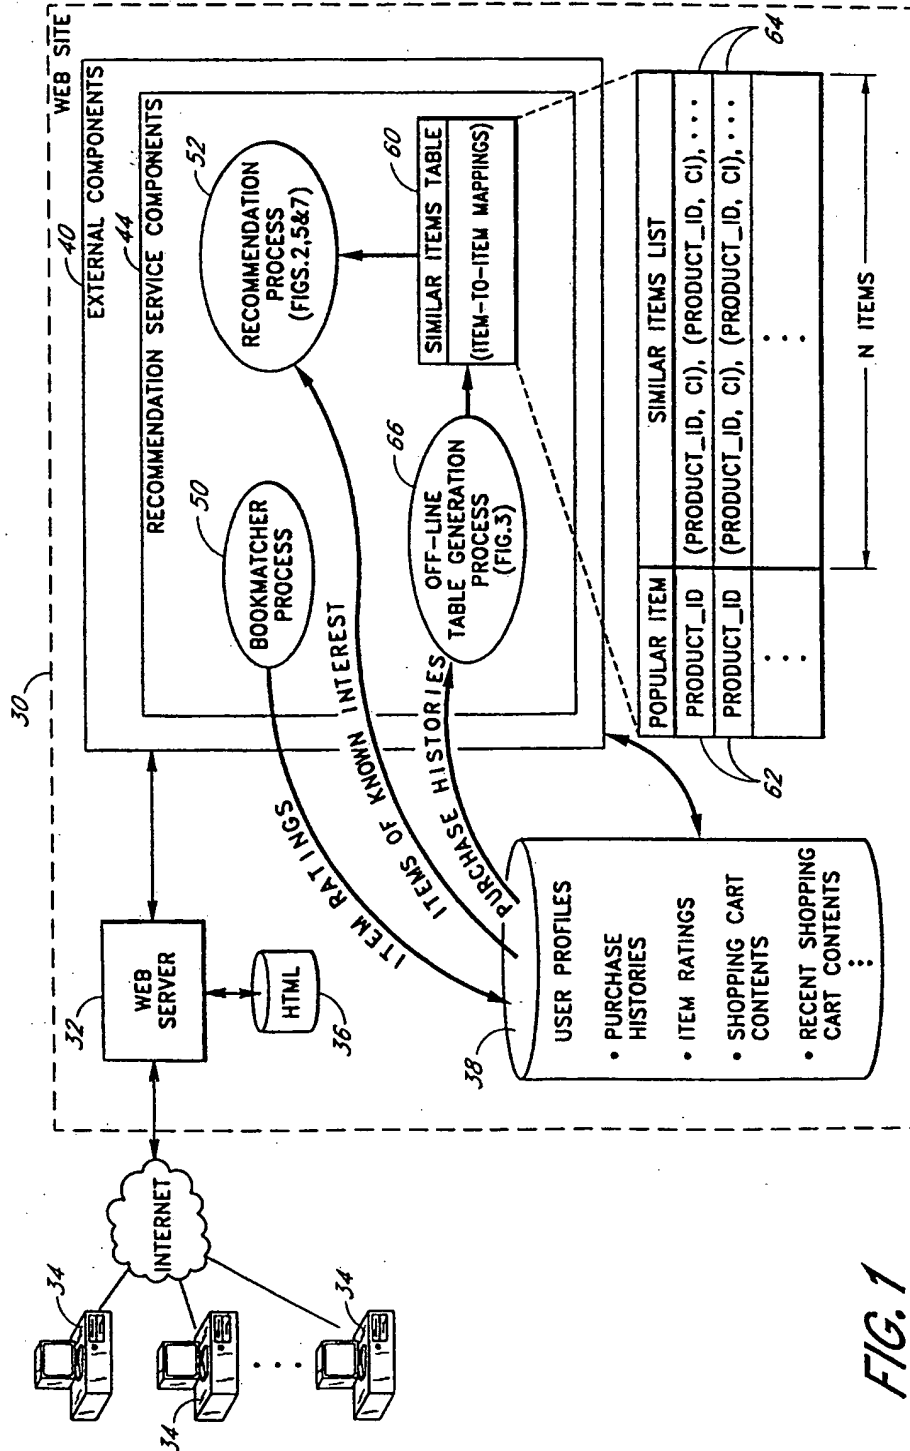 30
WEB SITE
40
EXTERNAL COMPONENTS
44
RECOMMENDATION SERVICE COMPONENTS
34
34
34
INTERNET
32
WEB
SERVER
HTML
36
50
BOOKMATCHER
PROCESS
52
RECOMMENDATION
PROCESS
(FIGS.2,5&7)
ITEM RATINGS
ITEMS OF KNOWN INTEREST
PURCHASE HISTORIES
66
OFF-LINE
TABLE GENERATION
PROCESS
(FIG.3)
60
SIMILAR ITEMS TABLE
(ITEM-TO-ITEM MAPPINGS)
38
USER PROFILES
• PURCHASE
HISTORIES
• ITEM RATINGS
• SHOPPING CART
CONTENTS
• RECENT SHOPPING
CART CONTENTS
POPULAR ITEM
SIMILAR ITEMS LIST
PRODUCT_ID
(PRODUCT_ID, CI), (PRODUCT_ID, CI), ...
PRODUCT_ID
(PRODUCT_ID, CI), (PRODUCT_ID, CI), ...
62
64
N ITEMS
FIG. 1